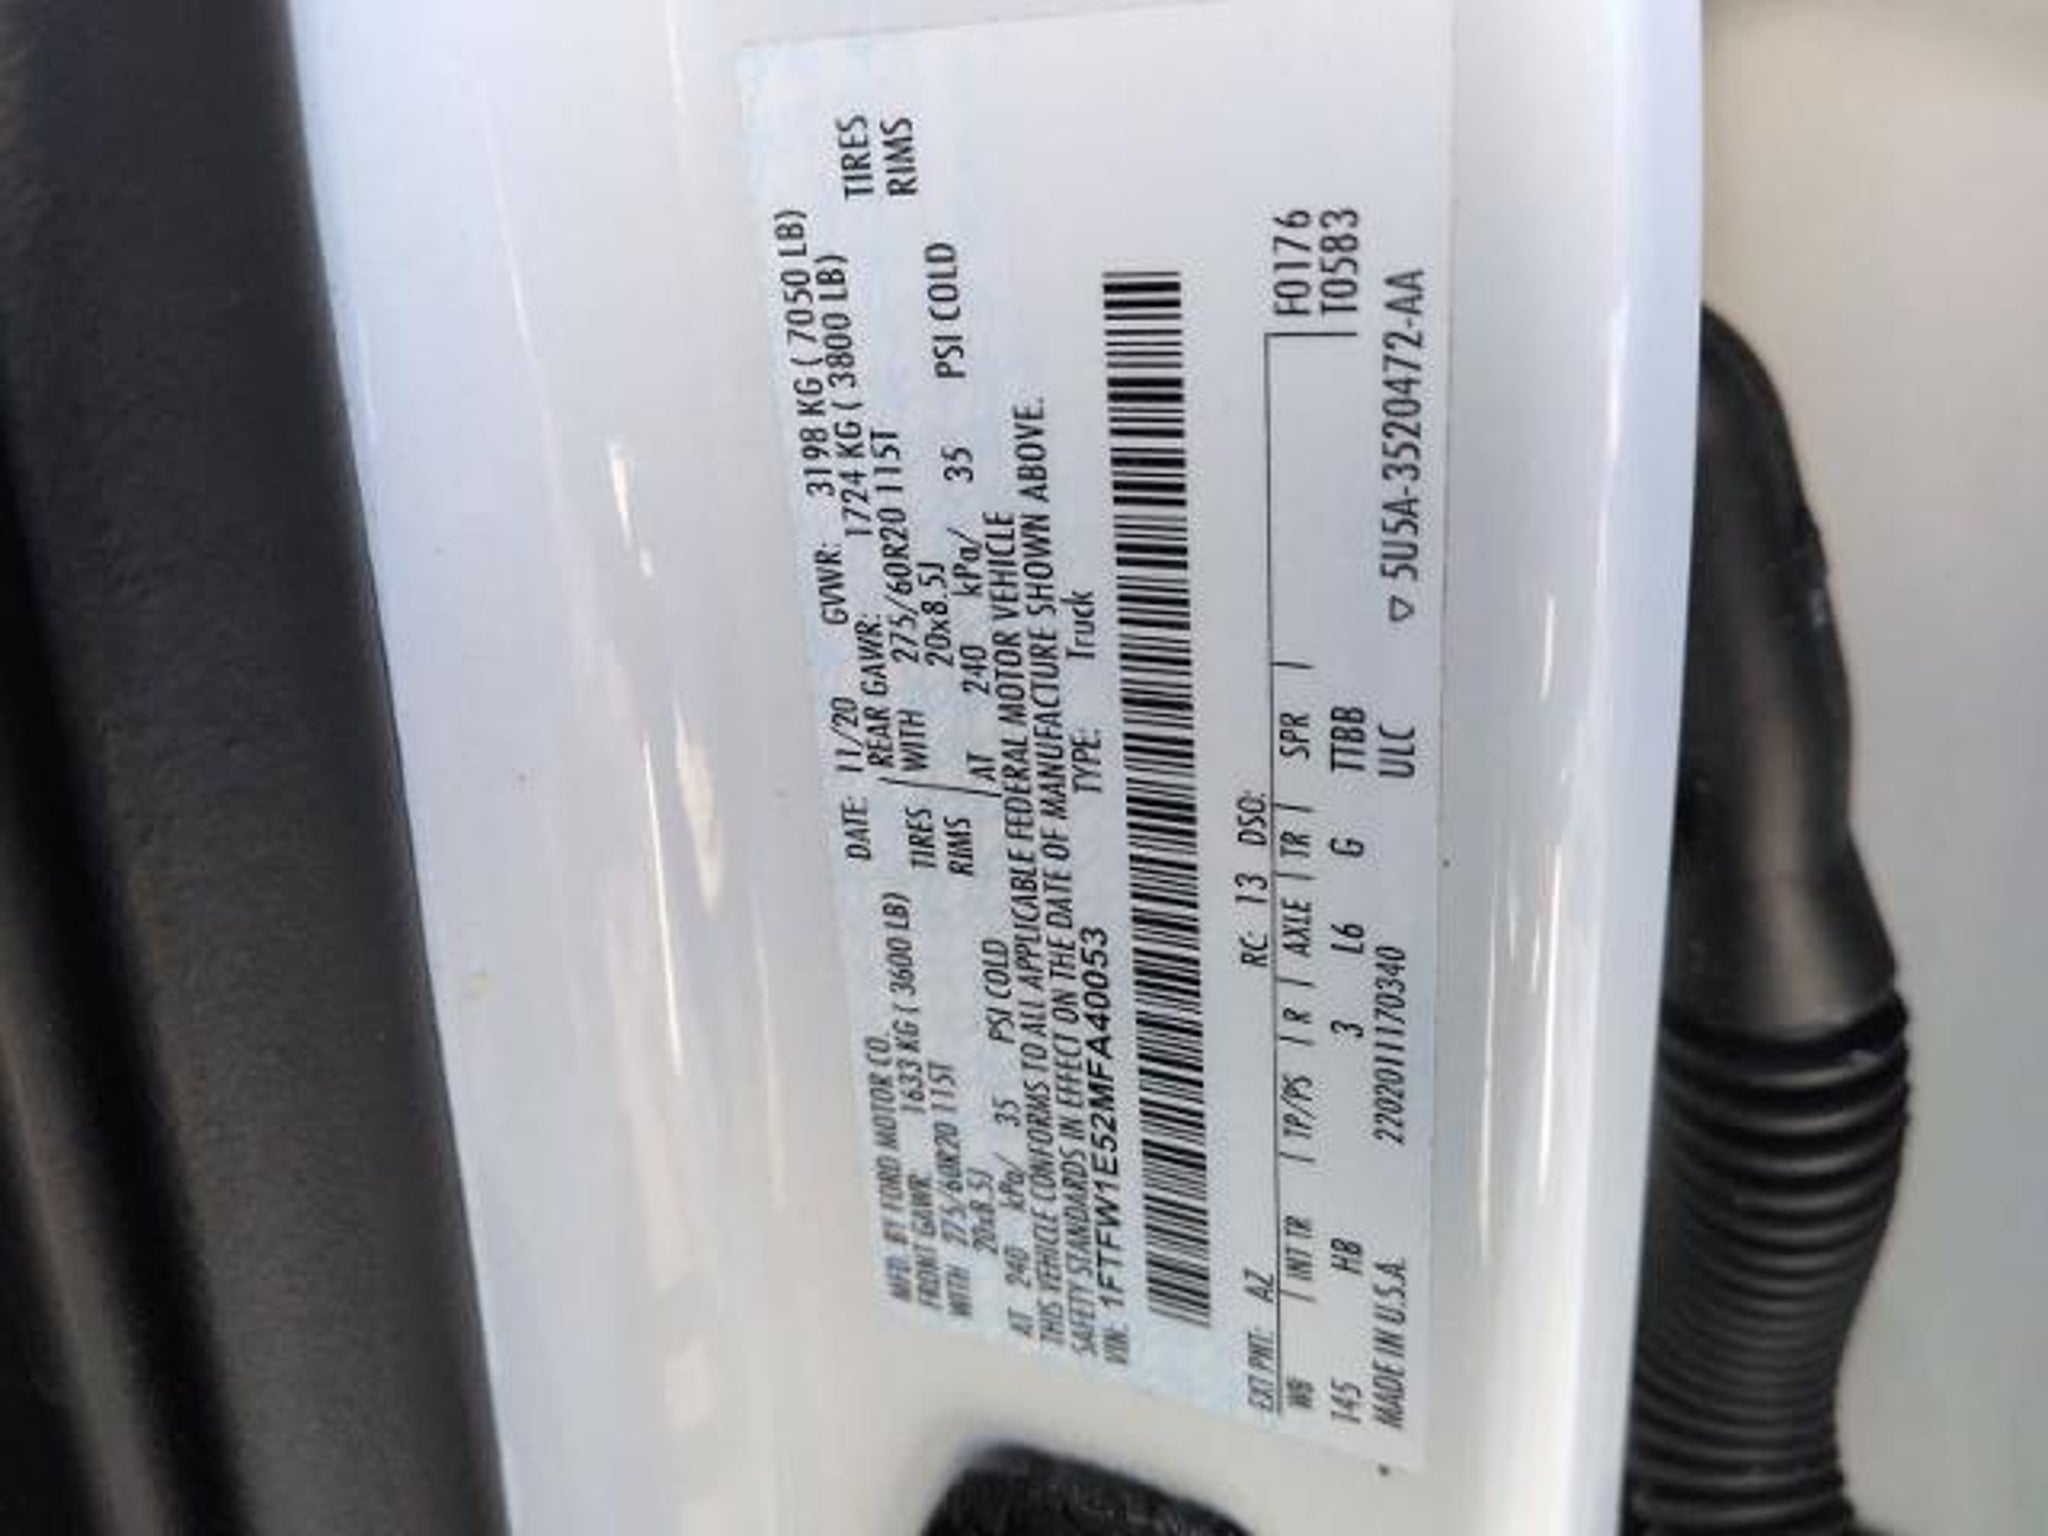 MFD. BY FORD MOTOR CO. DATE: 11/20 GVWR: 3198 KG ( 7050 LB)
FRONT GAWR: 1633 KG ( 3600 LB) REAR GAWR: 1724 KG ( 3800 LB)
WITH 275/60R20 115T TIRES WITH 275/60R20 115T TIRES
20x8.5J RIMS 20x8.5J RIMS
AT 240 kPa/ 35 PSI COLD AT 240 kPa/ 35 PSI COLD
THIS VEHICLE CONFORMS TO ALL APPLICABLE FEDERAL MOTOR VEHICLE
SAFETY STANDARDS IN EFFECT ON THE DATE OF MANUFACTURE SHOWN ABOVE.
VIN: 1FTFW1E52MFA40053 TYPE: Truck
EXT PNT: AZ RC: 13 DSO:
WB INT TR TP/PS R AXLE TR SPR F0176
145 HB 3 L6 G TTBB T0583
MADE IN U.S.A. 22020111170340 ULC ▽ 5U5A-3520472-AA